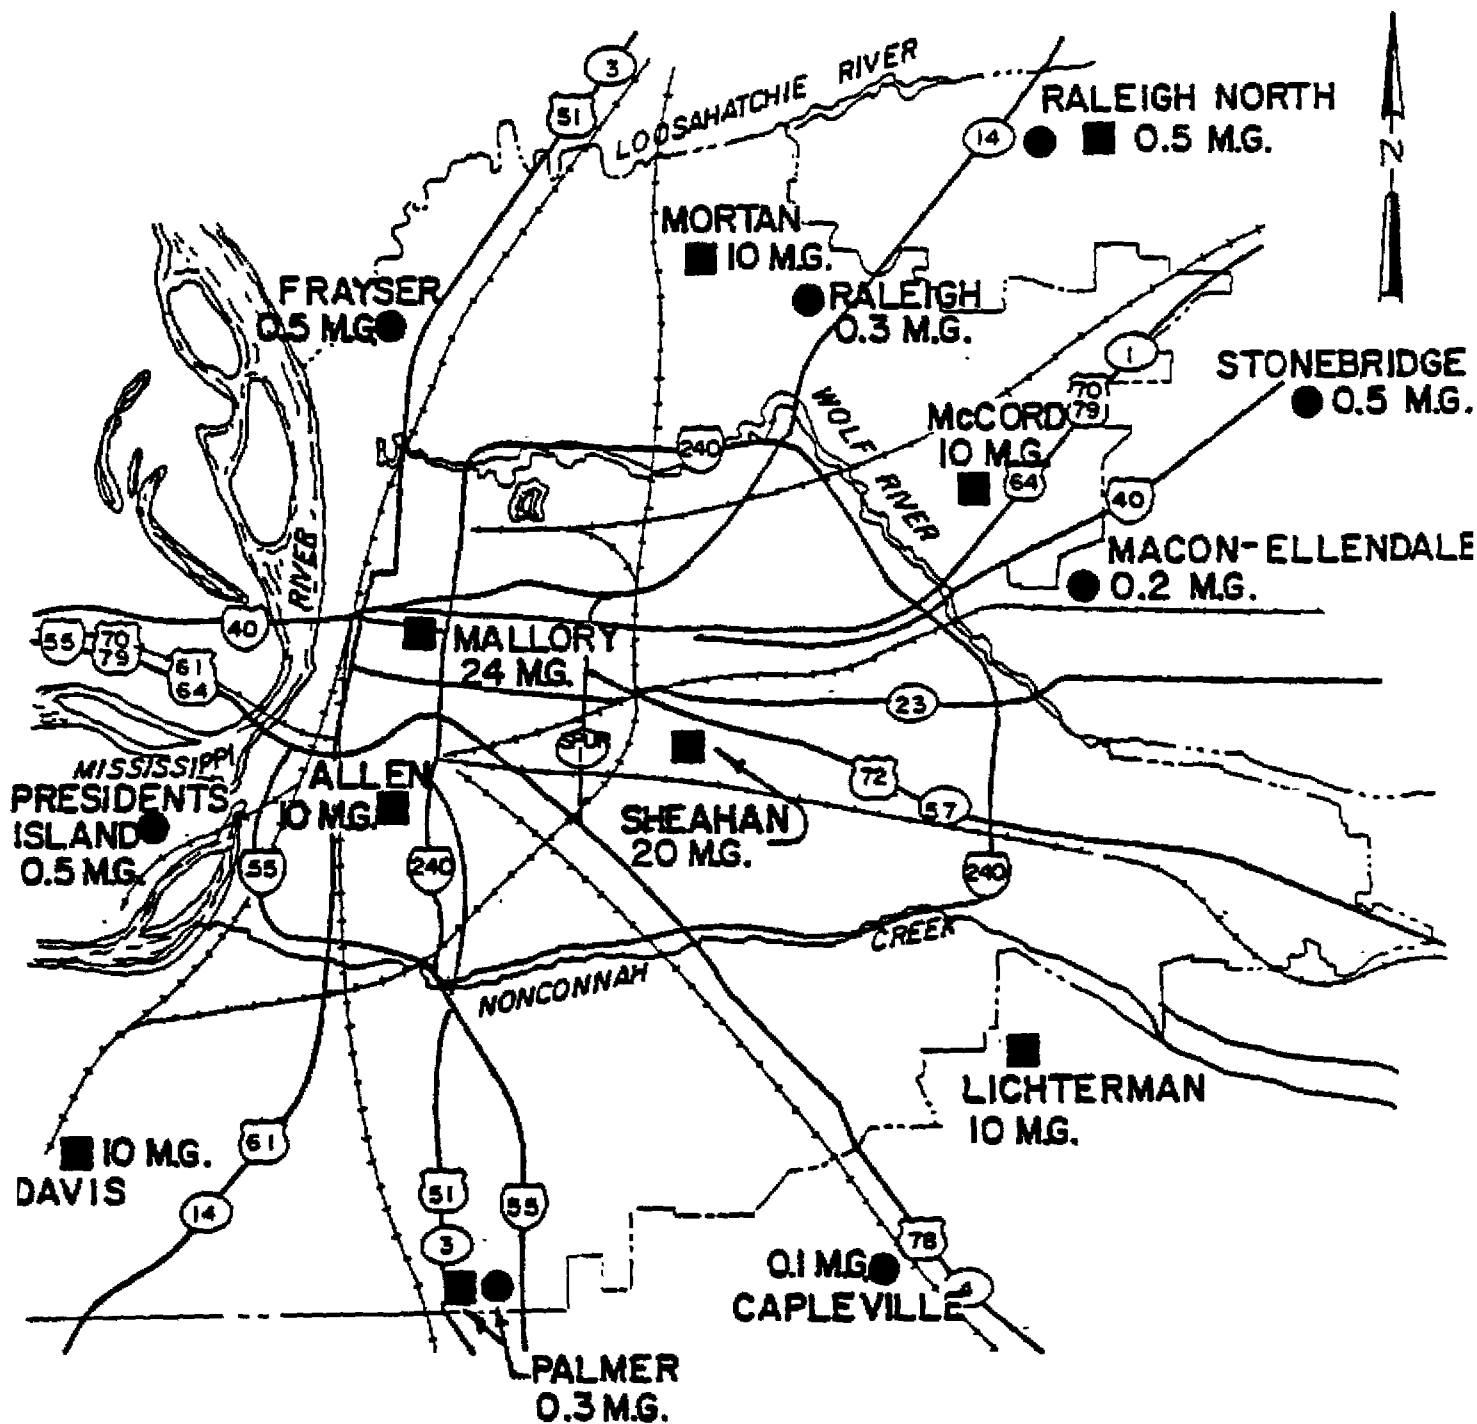 3
51
LOOSAHATCHIE RIVER
RALEIGH NORTH
14
0.5 M.G.
-N-
MORTAN
10 M.G.
FRAYSER
0.5 M.G.
RALEIGH
0.3 M.G.
1
STONEBRIDGE
0.5 M.G.
70
79
McCORD
10 M.G.
WOLF RIVER
240
64
40
RIVER
MACON-ELLENDALE
0.2 M.G.
40
55
70
79
61
64
MALLORY
24 M.G.
23
SPUR
MISSISSIPPI
PRESIDENTS
ISLAND
0.5 M.G.
ALLEN
10 M.G.
72
57
SHEAHAN
20 M.G.
55
240
240
CREEK
NONCONNAH
LICHTERMAN
10 M.G.
61
10 M.G.
DAVIS
14
51
55
3
78
0.1 M.G.
CAPLEVILLE
4
PALMER
0.3 M.G.